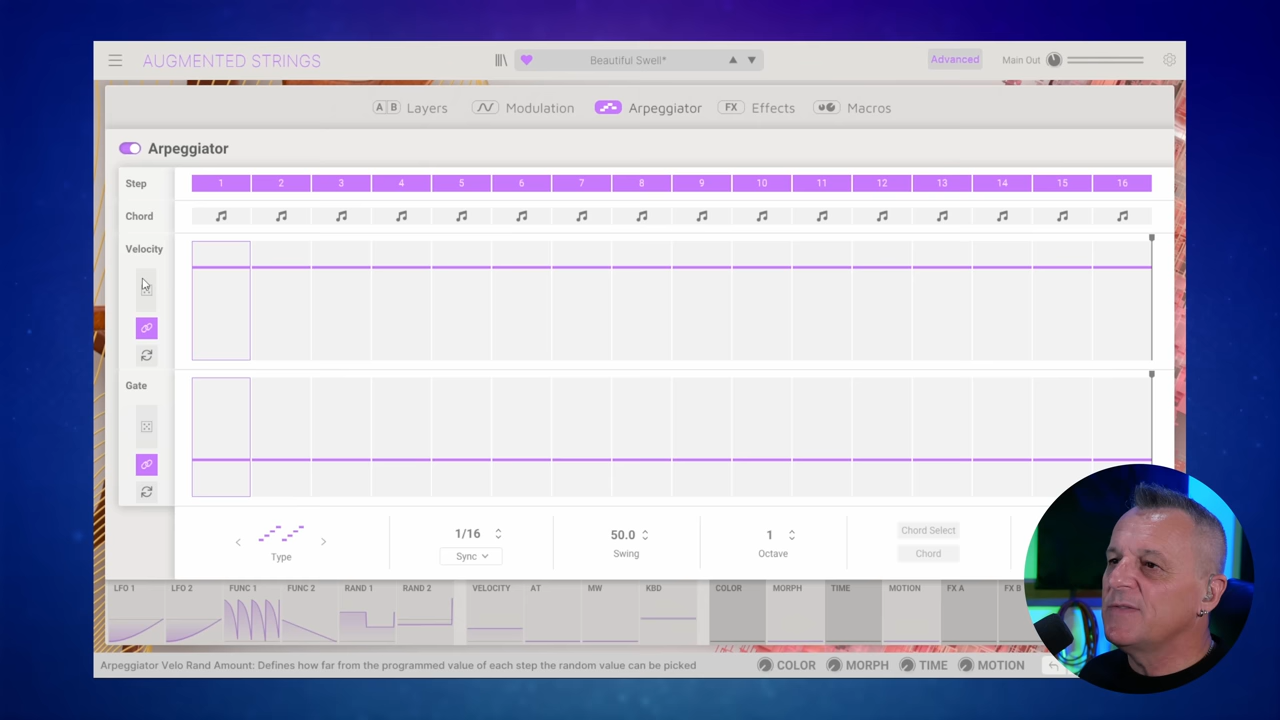 AUGMENTED STRINGS
Beautiful Swell*
Advanced
Main Out
A B Layers
Modulation
Arpeggiator
FX Effects
Macros
Arpeggiator
Step
1 2 3 4 5 6 7 8 9 10 11 12 13 14 15 16
Chord
Velocity
Gate
Type
1/16
Sync
50.0
Swing
1
Octave
Chord Select
Chord
LFO 1 LFO 2 FUNC 1 FUNC 2 RAND 1 RAND 2 VELOCITY AT MW KBD COLOR MORPH TIME MOTION FX A FX B
Arpeggiator Velo Rand Amount: Defines how far from the programmed value of each step the random value can be picked
COLOR MORPH TIME MOTION